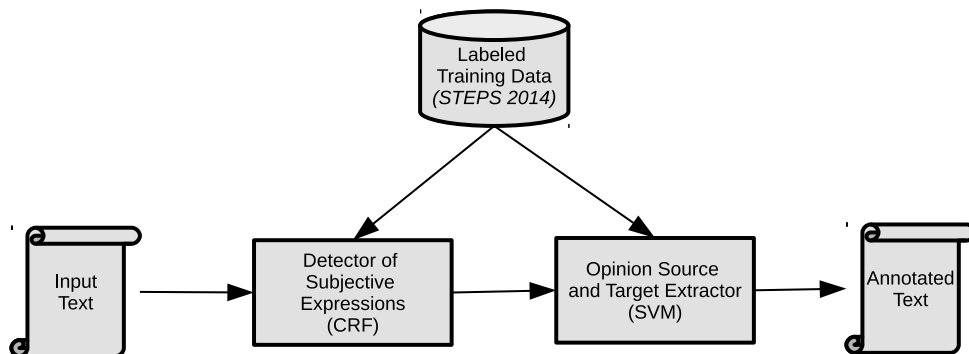 Labeled
Training Data
(STEPS 2014)
Input
Text
Detector of
Subjective
Expressions
(CRF)
Opinion Source
and Target Extractor
(SVM)
Annotated
Text